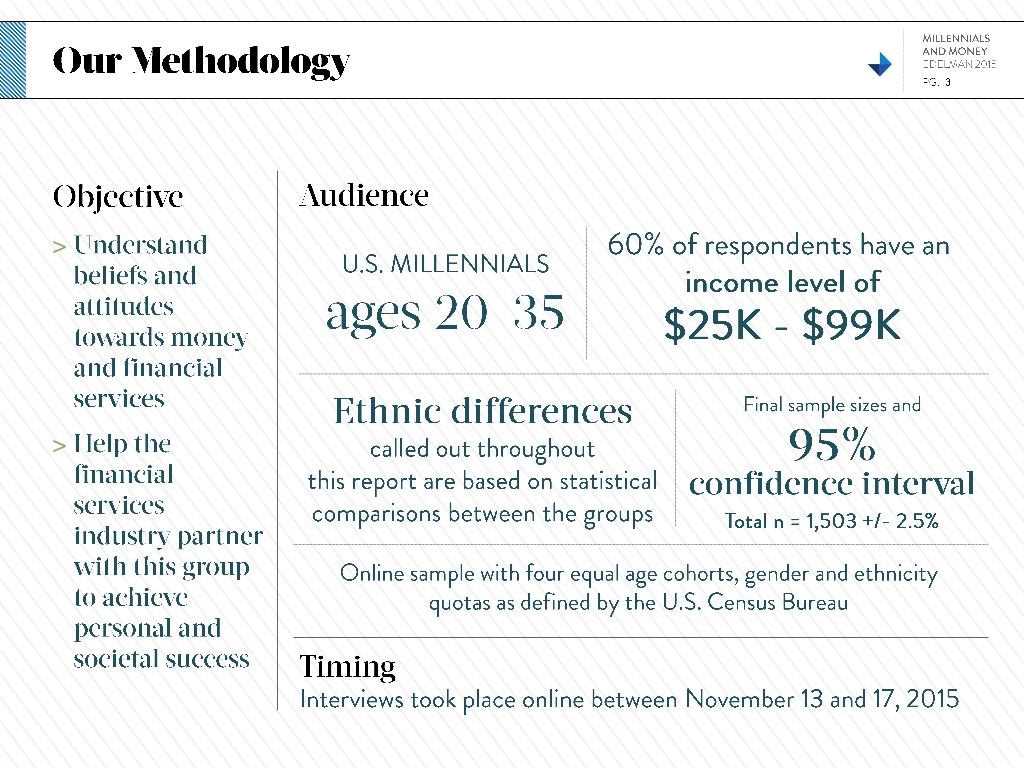 Our Methodology
MILLENNIALS
AND MONEY
EDELMAN 2015
PG. 3
Objective
> Understand
beliefs and
attitudes
towards money
and financial
services
> Help the
financial
services
industry partner
with this group
to achieve
personal and
societal success
Audience
U.S. MILLENNIALS
ages 20 35
60% of respondents have an
income level of
$25K - $99K
Ethnic differences
called out throughout
this report are based on statistical
comparisons between the groups
Final sample sizes and
95%
confidence interval
Total n = 1,503 +/- 2.5%
Online sample with four equal age cohorts, gender and ethnicity
quotas as defined by the U.S. Census Bureau
Timing
Interviews took place online between November 13 and 17, 2015